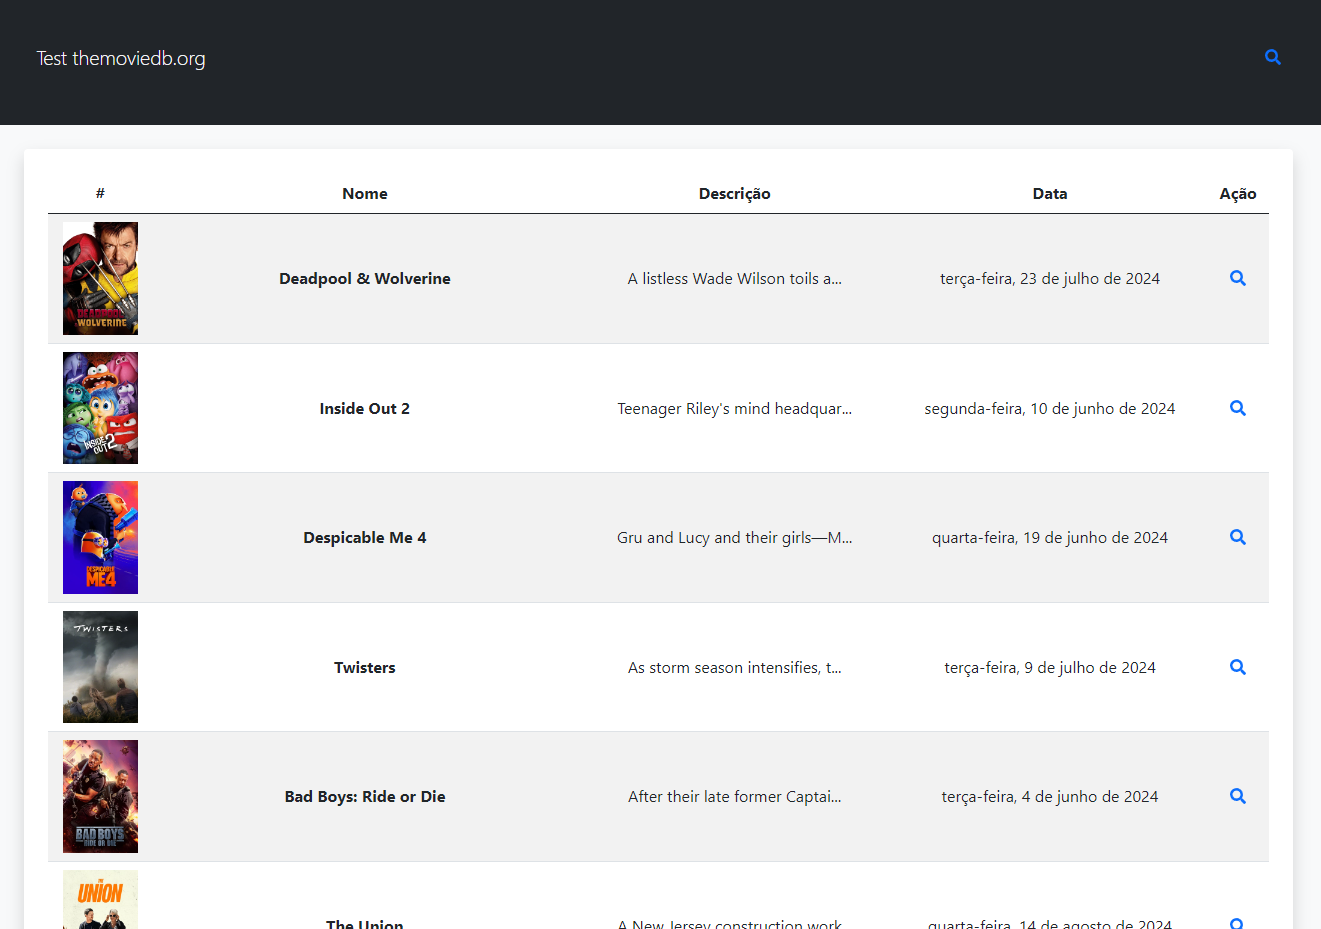 Test themoviedb.org
# Nome Descrição Data Ação
WOLVERINE
Deadpool & Wolverine A listless Wade Wilson toils a... terça-feira, 23 de julho de 2024
INSIDE OUT 2
Inside Out 2 Teenager Riley's mind headquar... segunda-feira, 10 de junho de 2024
DESPICABLE
ME4
Despicable Me 4 Gru and Lucy and their girls—M... quarta-feira, 19 de junho de 2024
TWISTERS
Twisters As storm season intensifies, t... terça-feira, 9 de julho de 2024
BAD BOYS
RIDE OR DIE
Bad Boys: Ride or Die After their late former Captai... terça-feira, 4 de junho de 2024
THE
UNION
The Union A New Jersey construction work... quarta-feira, 14 de agosto de 2024